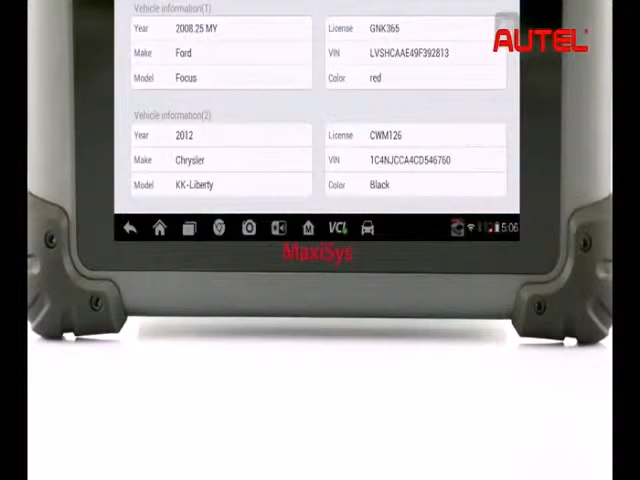 Vehicle information(1)
Year 2008.25 MY License GNK365
Make Ford VIN LVSHCAAE49F392813
Model Focus Color red
Vehicle information(2)
Year 2012 License CWM126
Make Chrysler VIN 1C4NJCCA4CD546760
Model KK-Liberty Color Black
VCI 5:06
MaxiSys
AUTEL